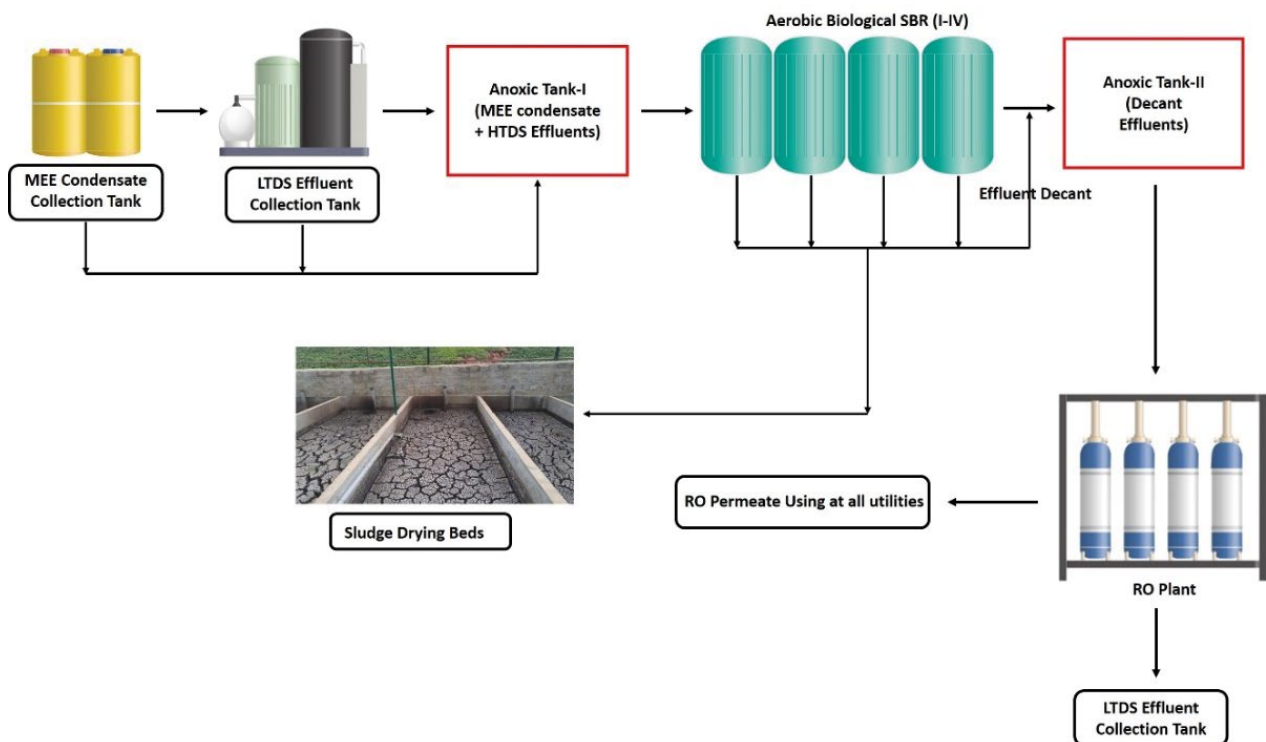 Aerobic Biological SBR (I-IV)
MEE Condensate
Collection Tank
LTDS Effluent
Collection Tank
Anoxic Tank-I
(MEE condensate
+ HTDS Effluents)
Anoxic Tank-II
(Decant
Effluents)
Effluent Decant
Sludge Drying Beds
RO Permeate Using at all utilities
RO Plant
LTDS Effluent
Collection Tank